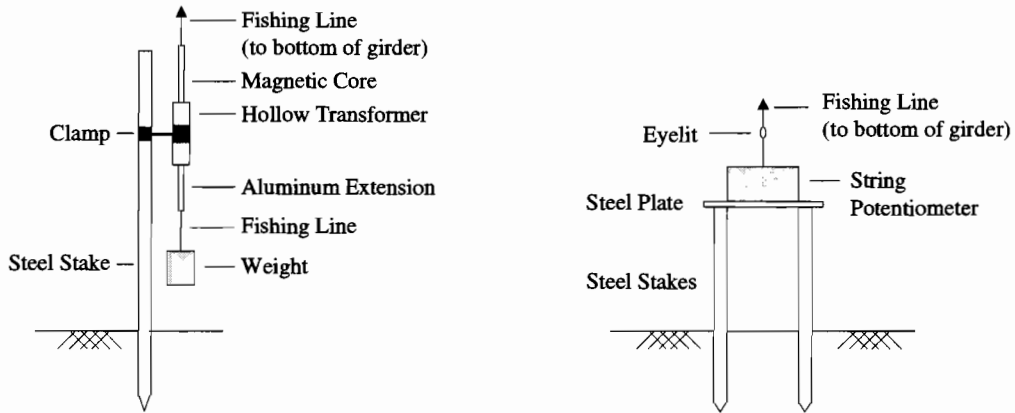 Fishing Line
(to bottom of girder)
Magnetic Core
Hollow Transformer
Clamp
Aluminum Extension
Fishing Line
Steel Stake
Weight
Fishing Line
(to bottom of girder)
Eyelit
String
Potentiometer
Steel Plate
Steel Stakes